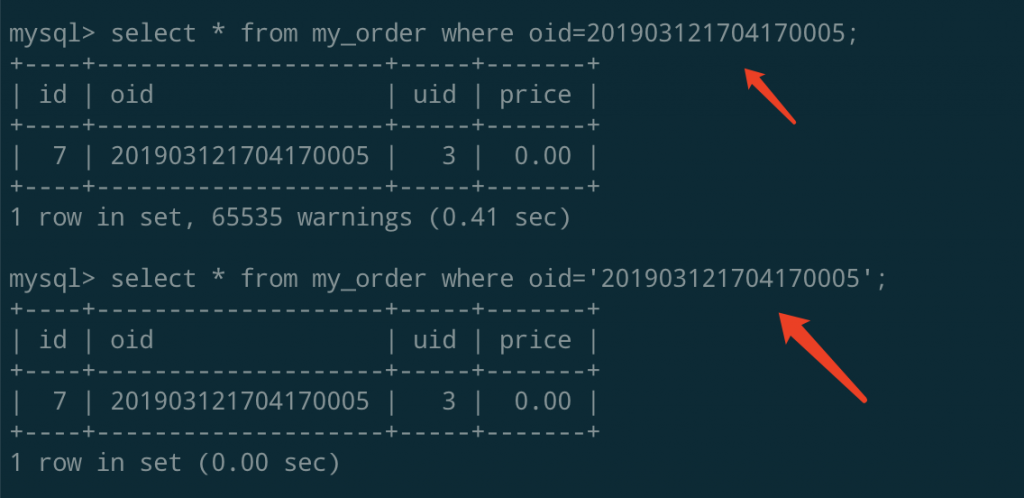 mysql> select * from my_order where oid=201903121704170005;
+----+--------------------+-----+-------+
| id | oid                | uid | price |
+----+--------------------+-----+-------+
|  7 | 201903121704170005 |   3 |  0.00 |
+----+--------------------+-----+-------+
1 row in set, 65535 warnings (0.41 sec)
mysql> select * from my_order where oid='201903121704170005';
+----+--------------------+-----+-------+
| id | oid                | uid | price |
+----+--------------------+-----+-------+
|  7 | 201903121704170005 |   3 |  0.00 |
+----+--------------------+-----+-------+
1 row in set (0.00 sec)